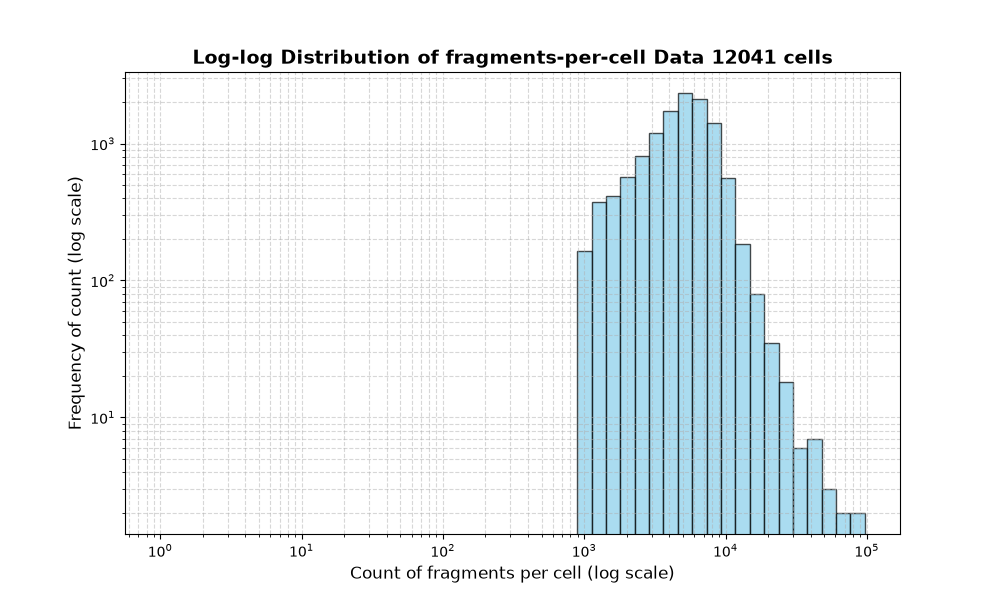 Log-log Distribution of fragments-per-cell Data 12041 cells
Frequency of count (log scale)
10³
10²
10¹
10⁰ 10¹ 10² 10³ 10⁴ 10⁵
Count of fragments per cell (log scale)